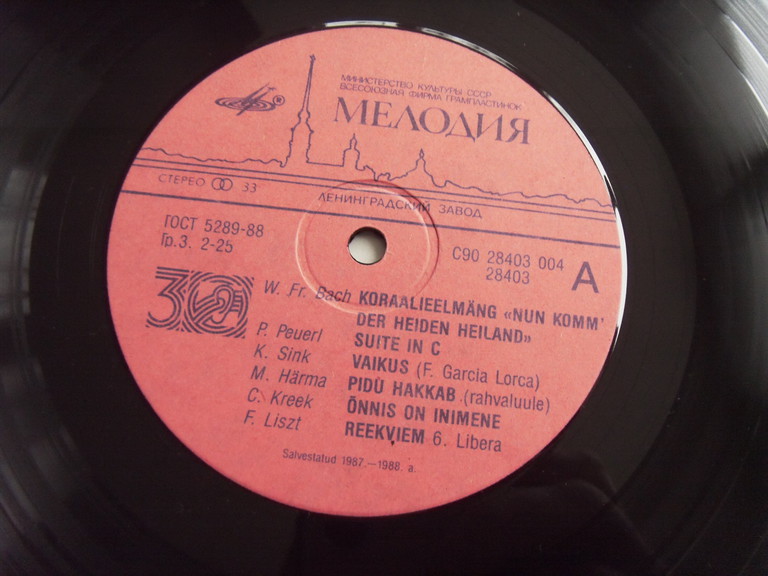 МИНИСТЕРСТВО КУЛЬТУРЫ СССР
ВСЕСОЮЗНАЯ ФИРМА ГРАМПЛАСТИНОК
МЕЛОДИЯ
СТЕРЕО 33
ЛЕНИНГРАДСКИЙ ЗАВОД
ГОСТ 5289-88
Гр.3. 2-25
С90 28403 004
28403
A
30
W. Fr. Bach KORAALIEELMÄNG «NUN KOMM'
DER HEIDEN HEILAND»
P. Peuerl SUITE IN C
K. Sink VAIKUS (F. Garcia Lorca)
M. Härma PIDÙ HAKKAB (rahvaluule)
C. Kreek ÕNNIS ON INIMENE
F. Liszt REEKVIEM 6. Libera
Salvestatud 1987.—1988. a.